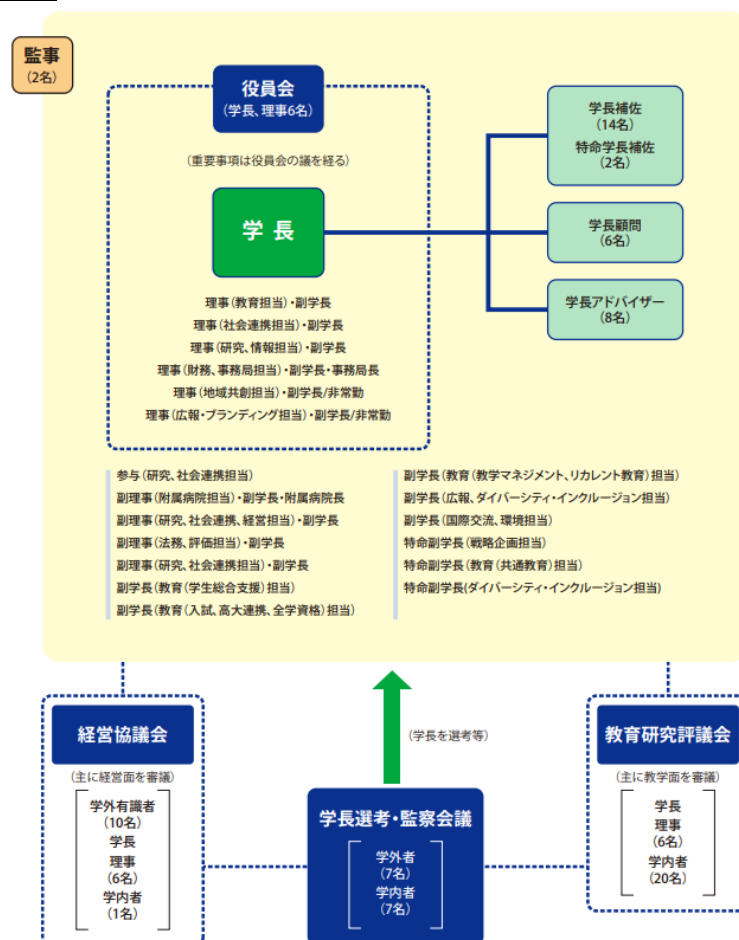 監事
(2名)
役員会
(学長、理事6名)
(重要事項は役員会の議を経る)
学 長
理事(教育担当)・副学長
理事(社会連携担当)・副学長
理事(研究、情報担当)・副学長
理事(財務、事務局担当)・副学長・事務局長
理事(地域共創担当)・副学長/非常勤
理事(広報・ブランディング担当)・副学長/非常勤
学長補佐
(14名)
特命学長補佐
(2名)
学長顧問
(6名)
学長アドバイザー
(8名)
参与(研究、社会連携担当)
副理事(附属病院担当)・副学長・附属病院長
副理事(研究、社会連携、経営担当)・副学長
副理事(法務、評価担当)・副学長
副理事(研究、社会連携担当)・副学長
副学長(教育(学生総合支援)担当)
副学長(教育(入試、高大連携、全学資格)担当)
副学長(教育(教学マネジメント、リカレント教育)担当)
副学長(広報、ダイバーシティ・インクルージョン担当)
副学長(国際交流、環境担当)
特命副学長(戦略企画担当)
特命副学長(教育(共通教育)担当)
特命副学長(ダイバーシティ・インクルージョン担当)
経営協議会
(主に経営面を審議)
学外有識者
(10名)
学長
理事
(6名)
学内者
(1名)
(学長を選考等)
学長選考・監察会議
学外者
(7名)
学内者
(7名)
教育研究評議会
(主に教学面を審議)
学長
理事
(6名)
学内者
(20名)